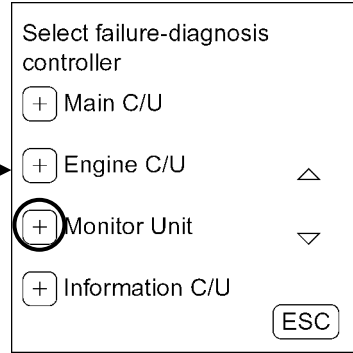 Select failure-diagnosis
controller
+ Main C/U
+ Engine C/U
+ Monitor Unit
+ Information C/U
ESC